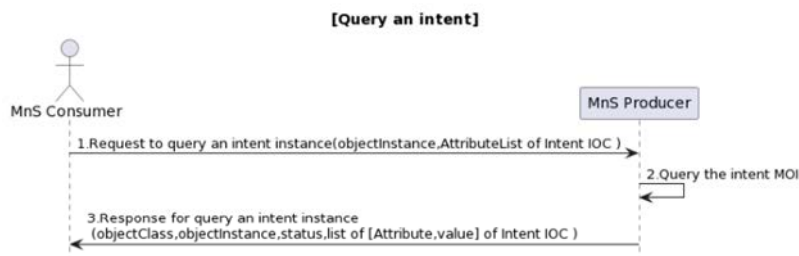 [Query an intent]
MnS Consumer
MnS Producer
1.Request to query an intent instance(objectInstance,AttributeList of Intent IOC )
2.Query the intent MOI
3.Response for query an intent instance
(objectClass,objectInstance,status,list of [Attribute,value] of Intent IOC )